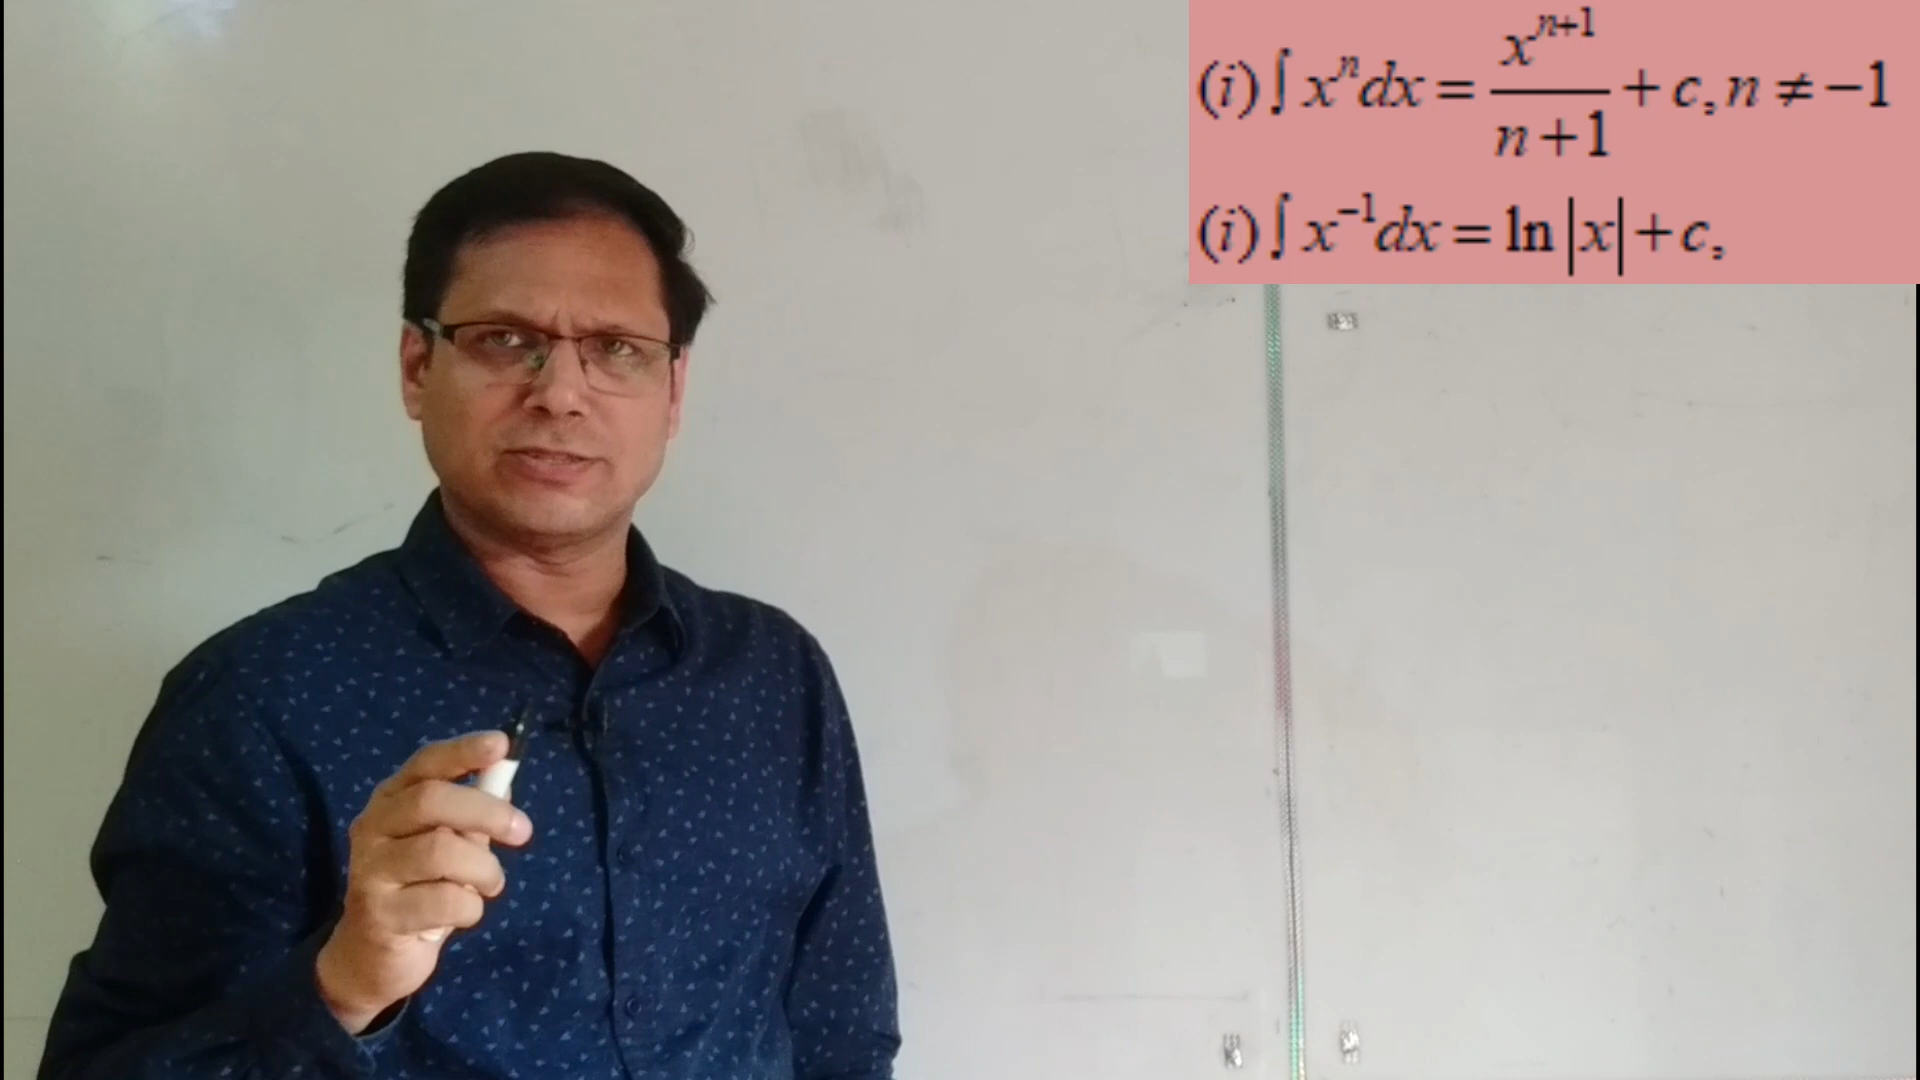 (i) ∫ xⁿdx = xⁿ⁺¹/(n+1) + c, n ≠ −1
(i) ∫ x⁻¹dx = ln|x| + c,